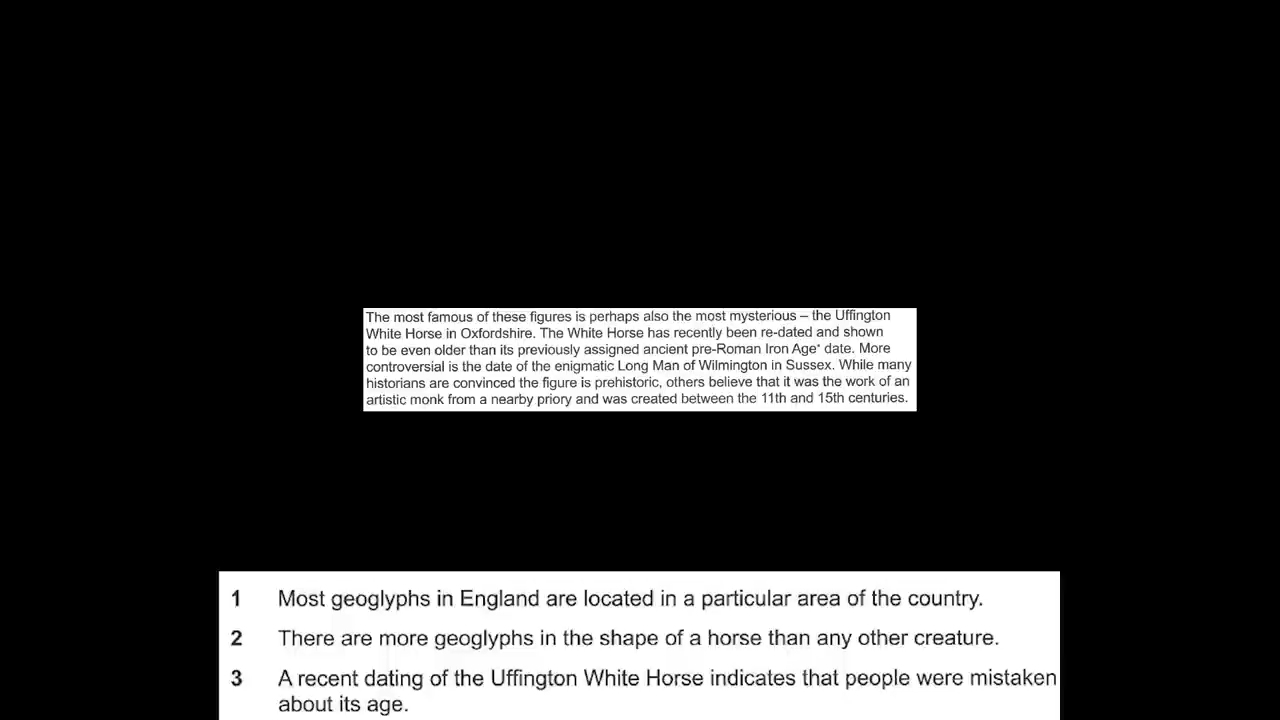 The most famous of these figures is perhaps also the most mysterious – the Uffington
White Horse in Oxfordshire. The White Horse has recently been re-dated and shown
to be even older than its previously assigned ancient pre-Roman Iron Age* date. More
controversial is the date of the enigmatic Long Man of Wilmington in Sussex. While many
historians are convinced the figure is prehistoric, others believe that it was the work of an
artistic monk from a nearby priory and was created between the 11th and 15th centuries.
1 Most geoglyphs in England are located in a particular area of the country.
2 There are more geoglyphs in the shape of a horse than any other creature.
3 A recent dating of the Uffington White Horse indicates that people were mistaken
about its age.